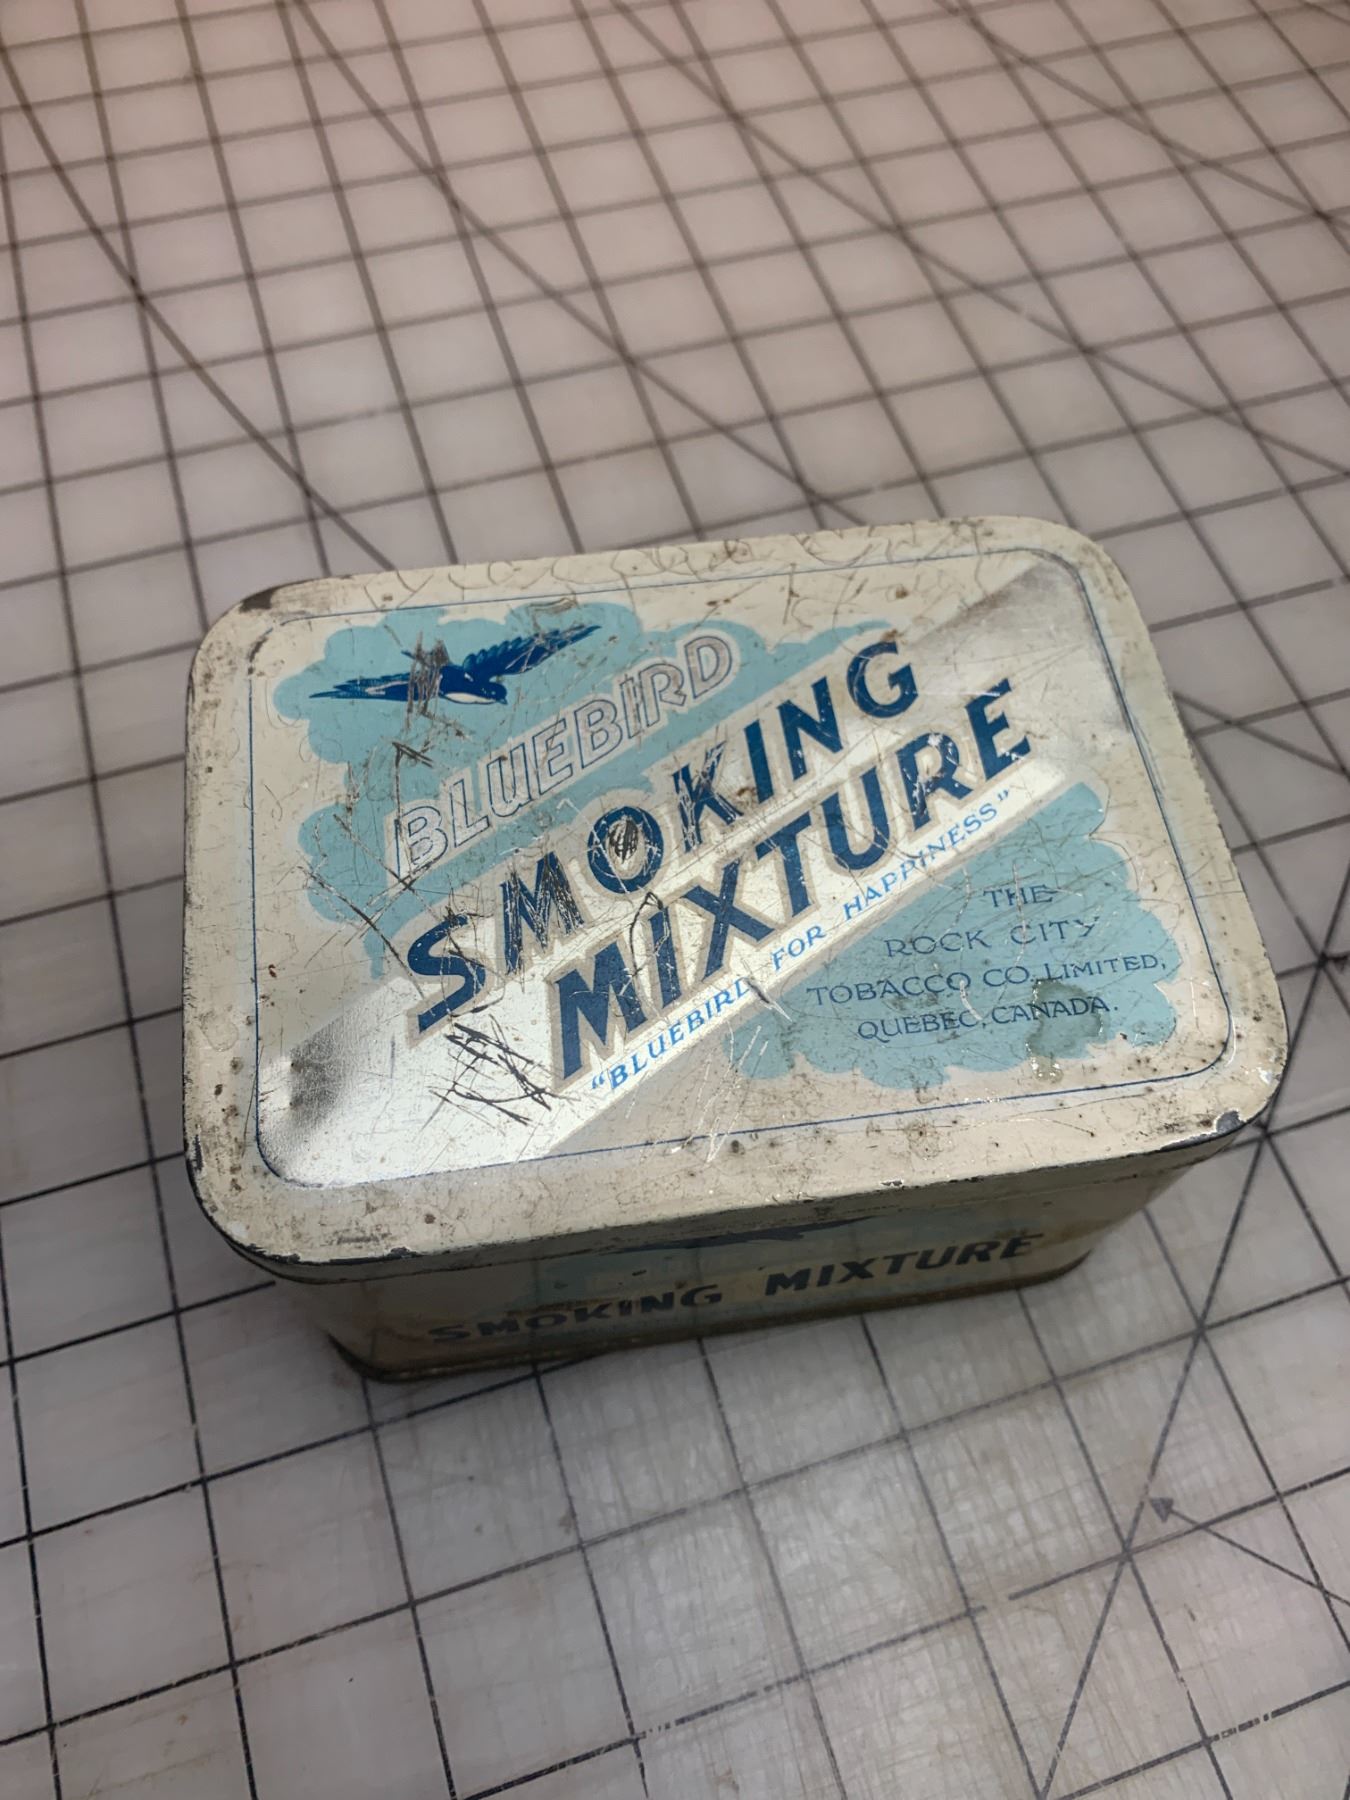 BLUEBIRD
SMOKING
MIXTURE
"BLUEBIRD FOR HAPPINESS"
THE
ROCK CITY
TOBACCO CO. LIMITED,
QUEBEC, CANADA.
SMOKING MIXTURE